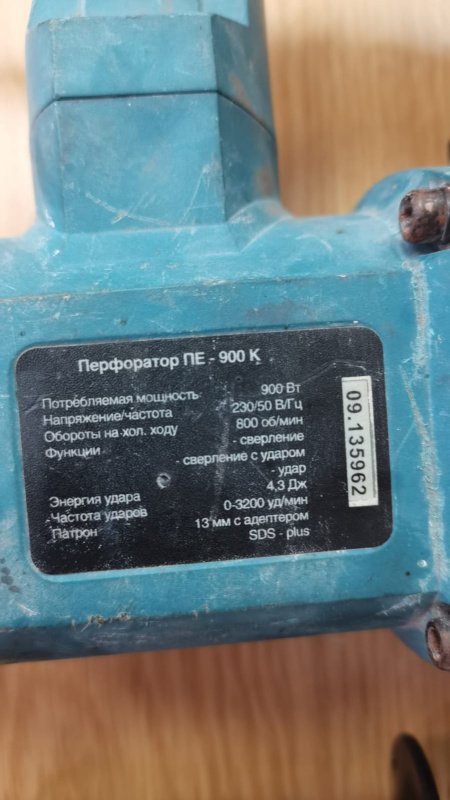 Перфоратор ПЕ - 900 К
Потребляемая мощность 900 Вт
Напряжение/частота 230/50 В/Гц
Обороты на хол. ходу 800 об/мин
Функции - сверление
- сверление с ударом
- удар
Энергия удара 4,3 Дж
Частота ударов 0-3200 уд/мин
Патрон 13 мм с адептером
SDS - plus
09.135962